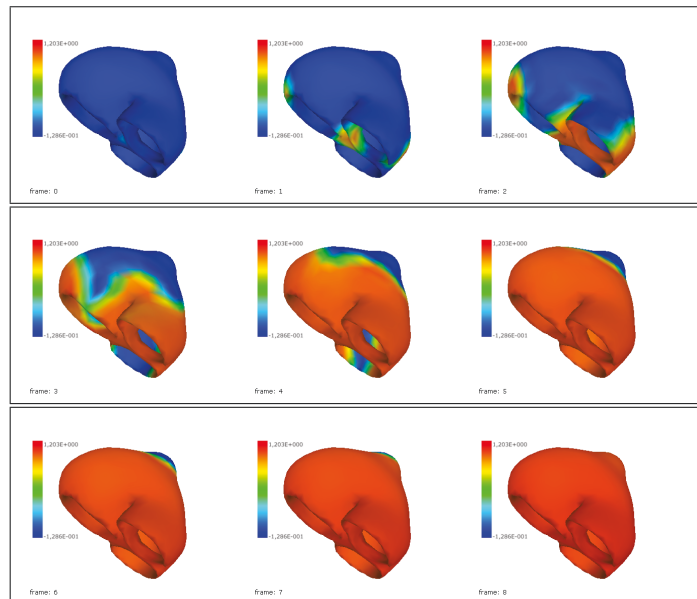 1,203E+000
1,203E+000
1,203E+000
-1,286E-001
-1,286E-001
-1,286E-001
frame: 0
frame: 1
frame: 2
1,203E+000
1,203E+000
1,203E+000
-1,286E-001
-1,286E-001
-1,286E-001
frame: 3
frame: 4
frame: 5
1,203E+000
1,203E+000
1,203E+000
-1,286E-001
-1,286E-001
-1,286E-001
frame: 6
frame: 7
frame: 8